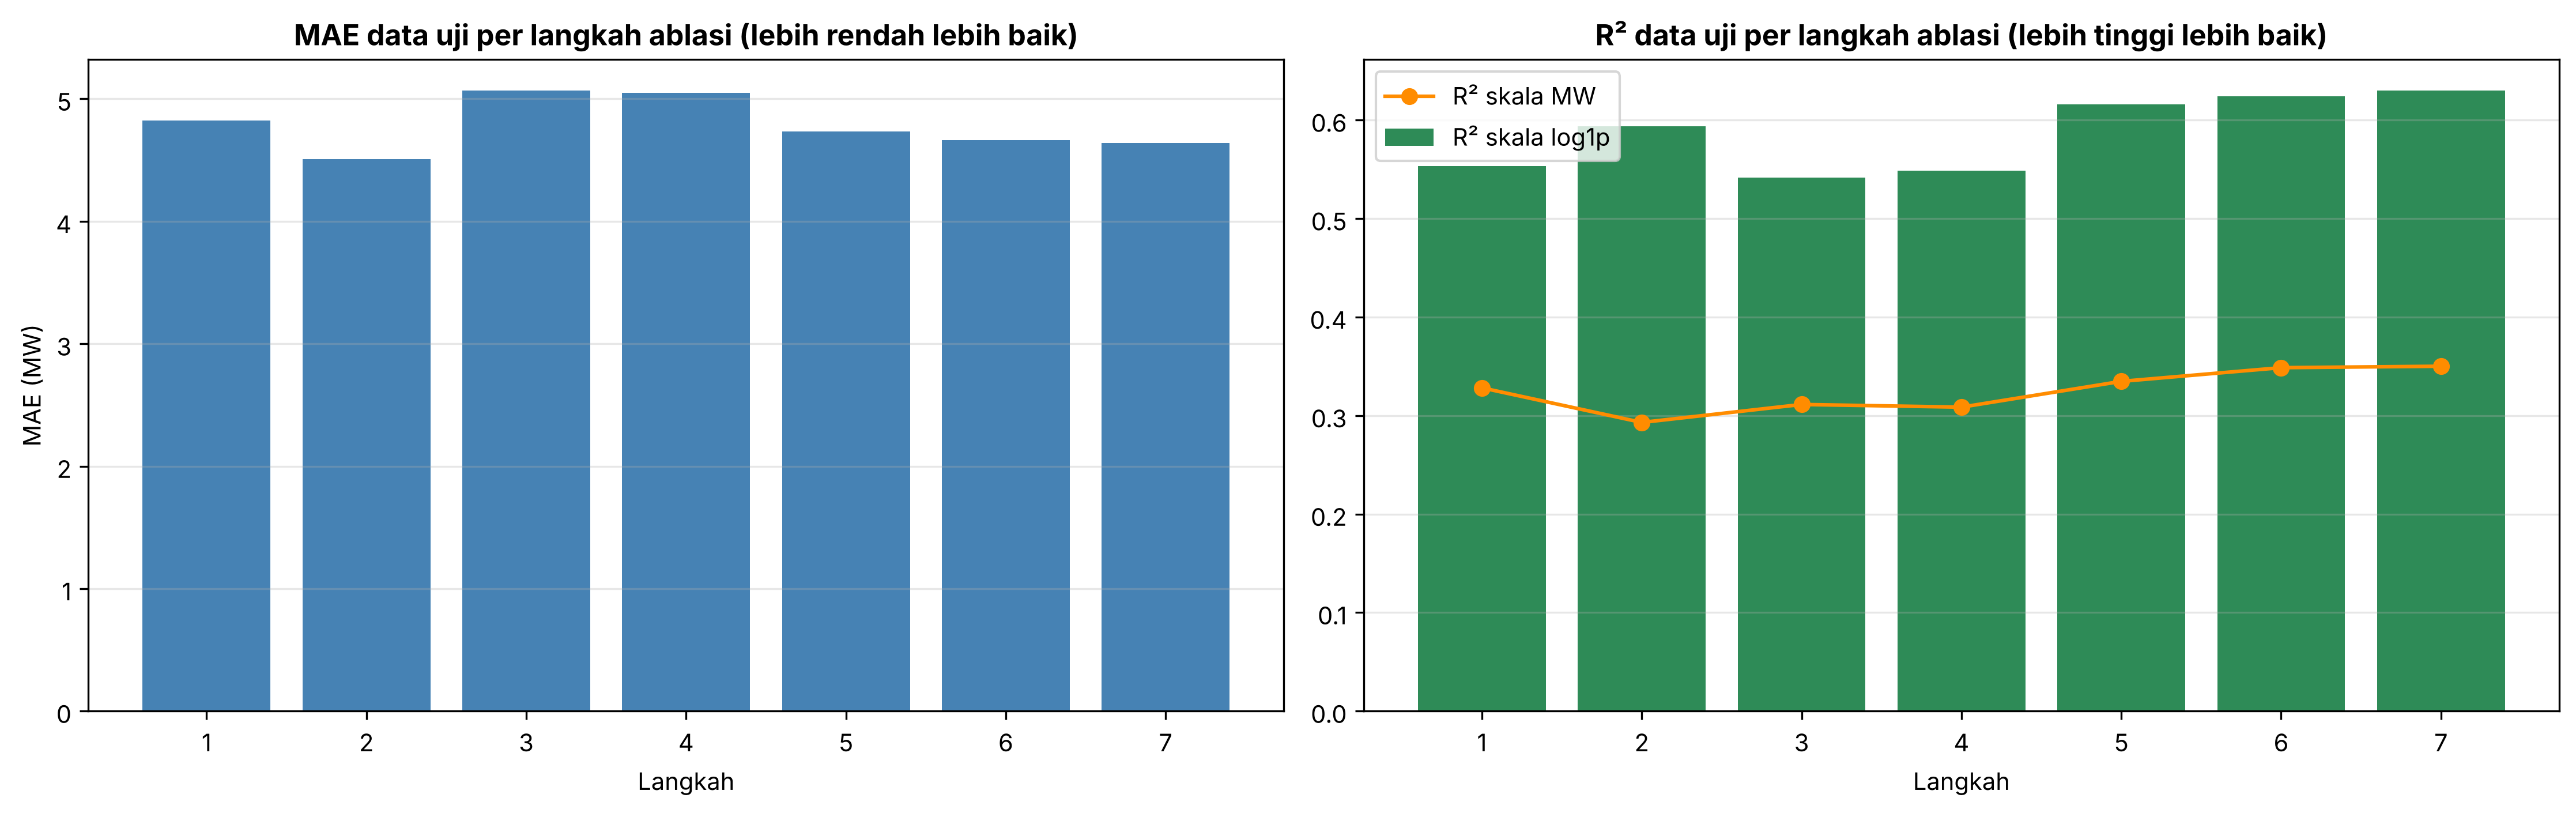 MAE data uji per langkah ablasi (lebih rendah lebih baik)
MAE (MW)
5
4
3
2
1
0
1 2 3 4 5 6 7
Langkah
R² data uji per langkah ablasi (lebih tinggi lebih baik)
R² skala MW
R² skala log1p
0.6
0.5
0.4
0.3
0.2
0.1
0.0
1 2 3 4 5 6 7
Langkah